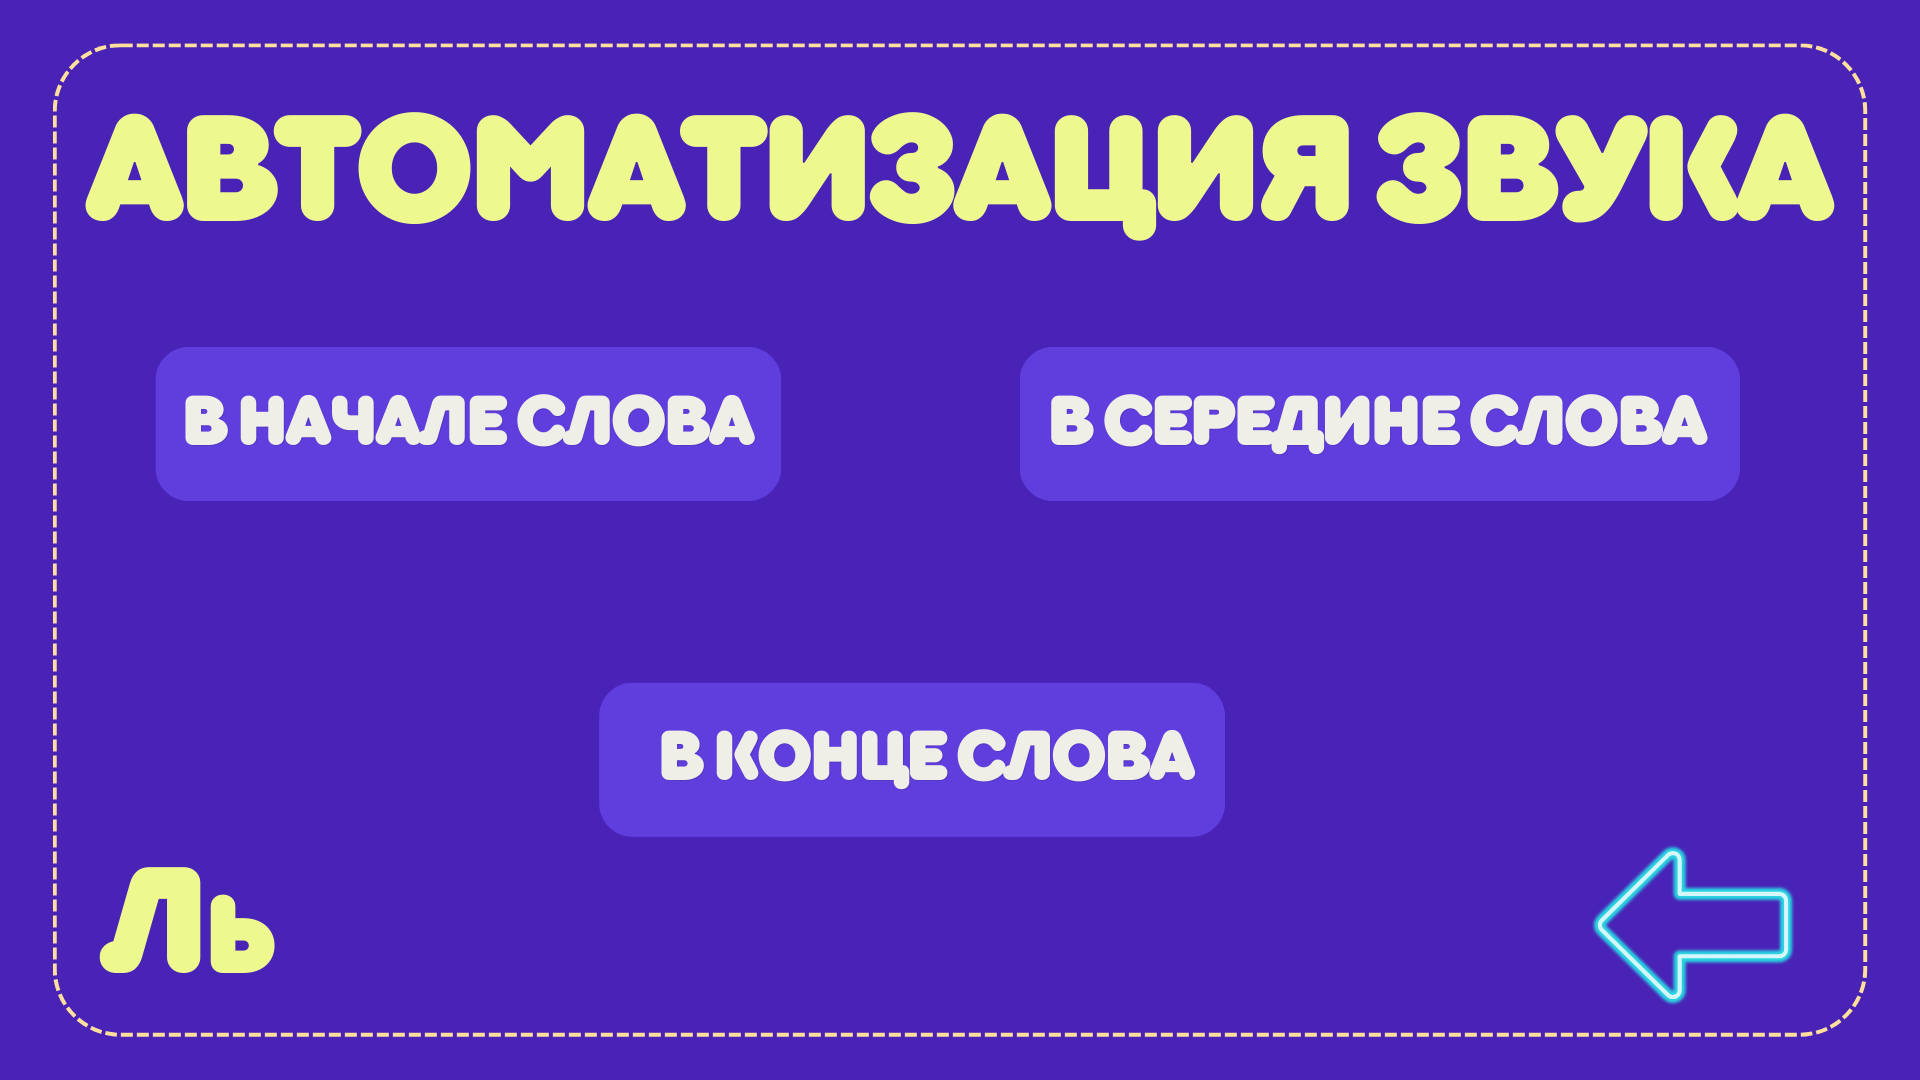 АВТОМАТИЗАЦИЯ ЗВУКА
В НАЧАЛЕ СЛОВА
В СЕРЕДИНЕ СЛОВА
В КОНЦЕ СЛОВА
Ль